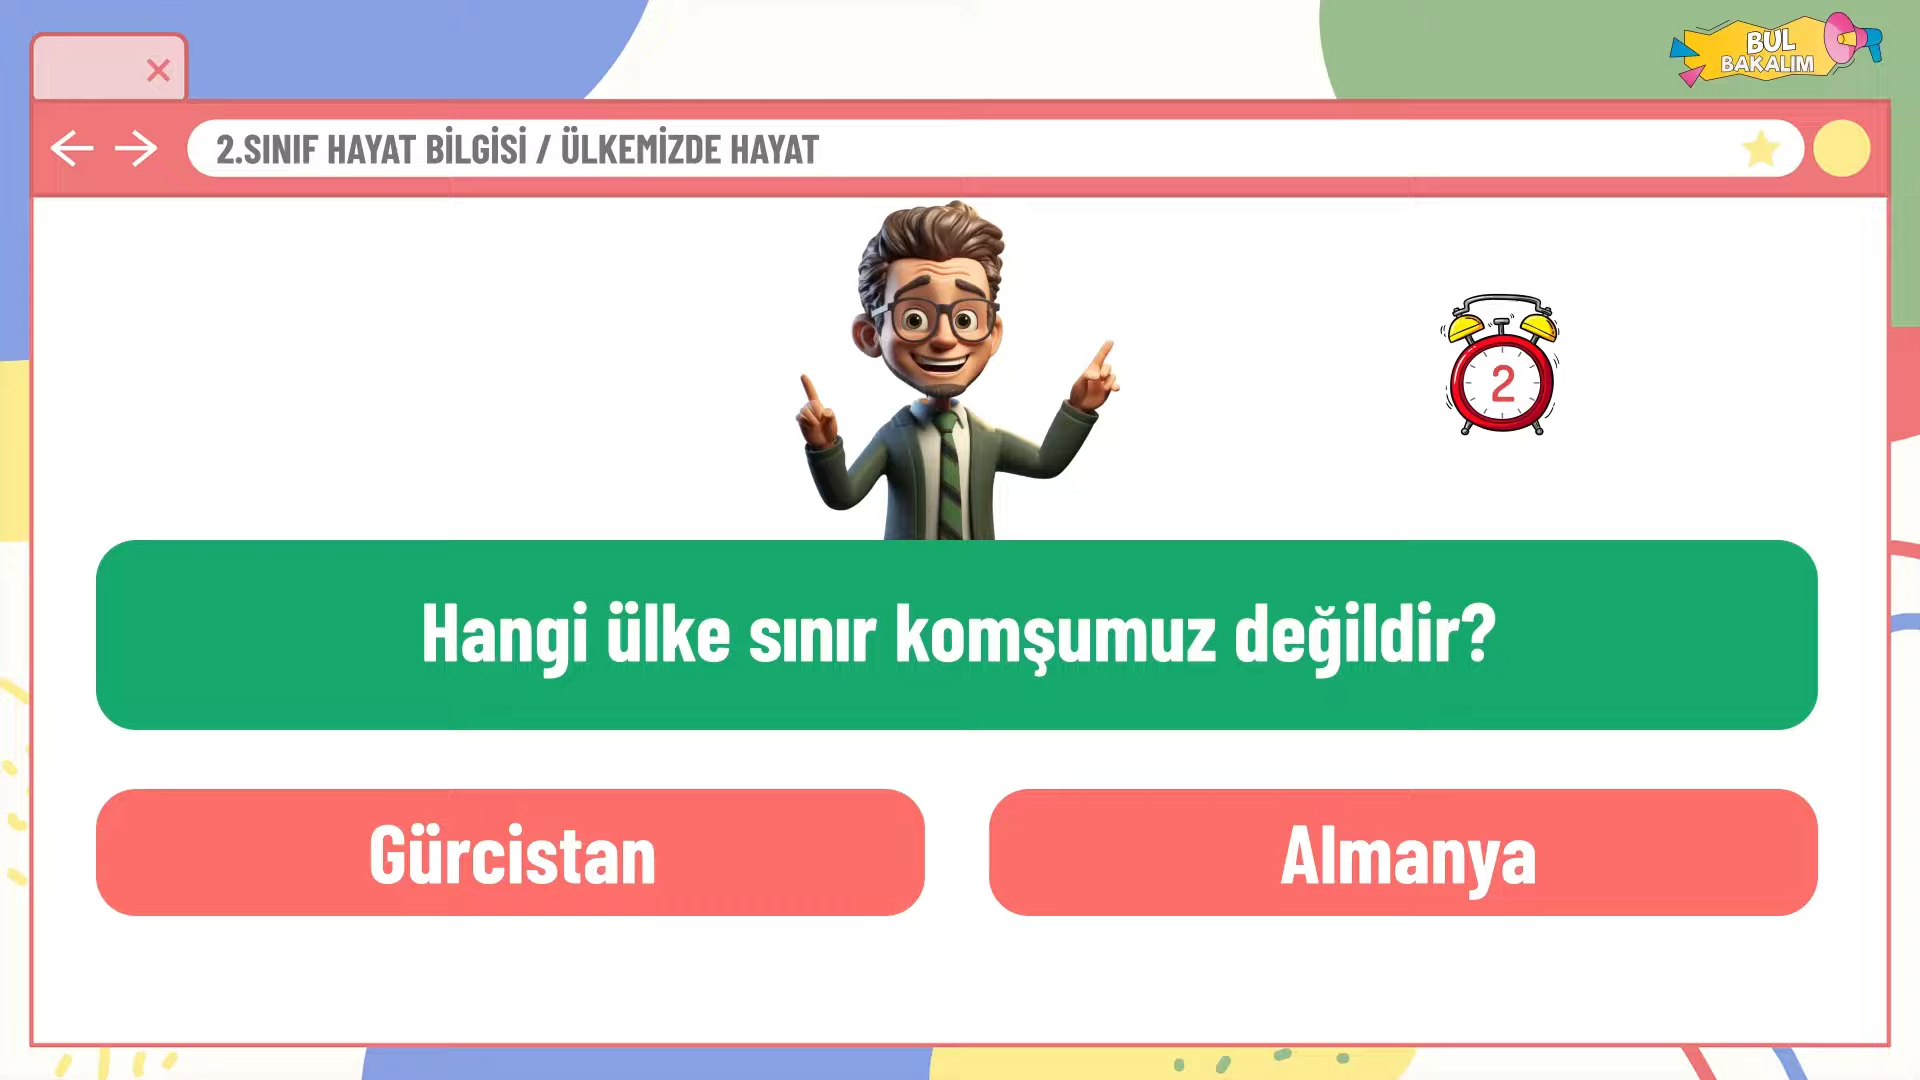 BUL
BAKALIM
2.SINIF HAYAT BİLGİSİ / ÜLKEMİZDE HAYAT
2
Hangi ülke sınır komşumuz değildir?
Gürcistan
Almanya